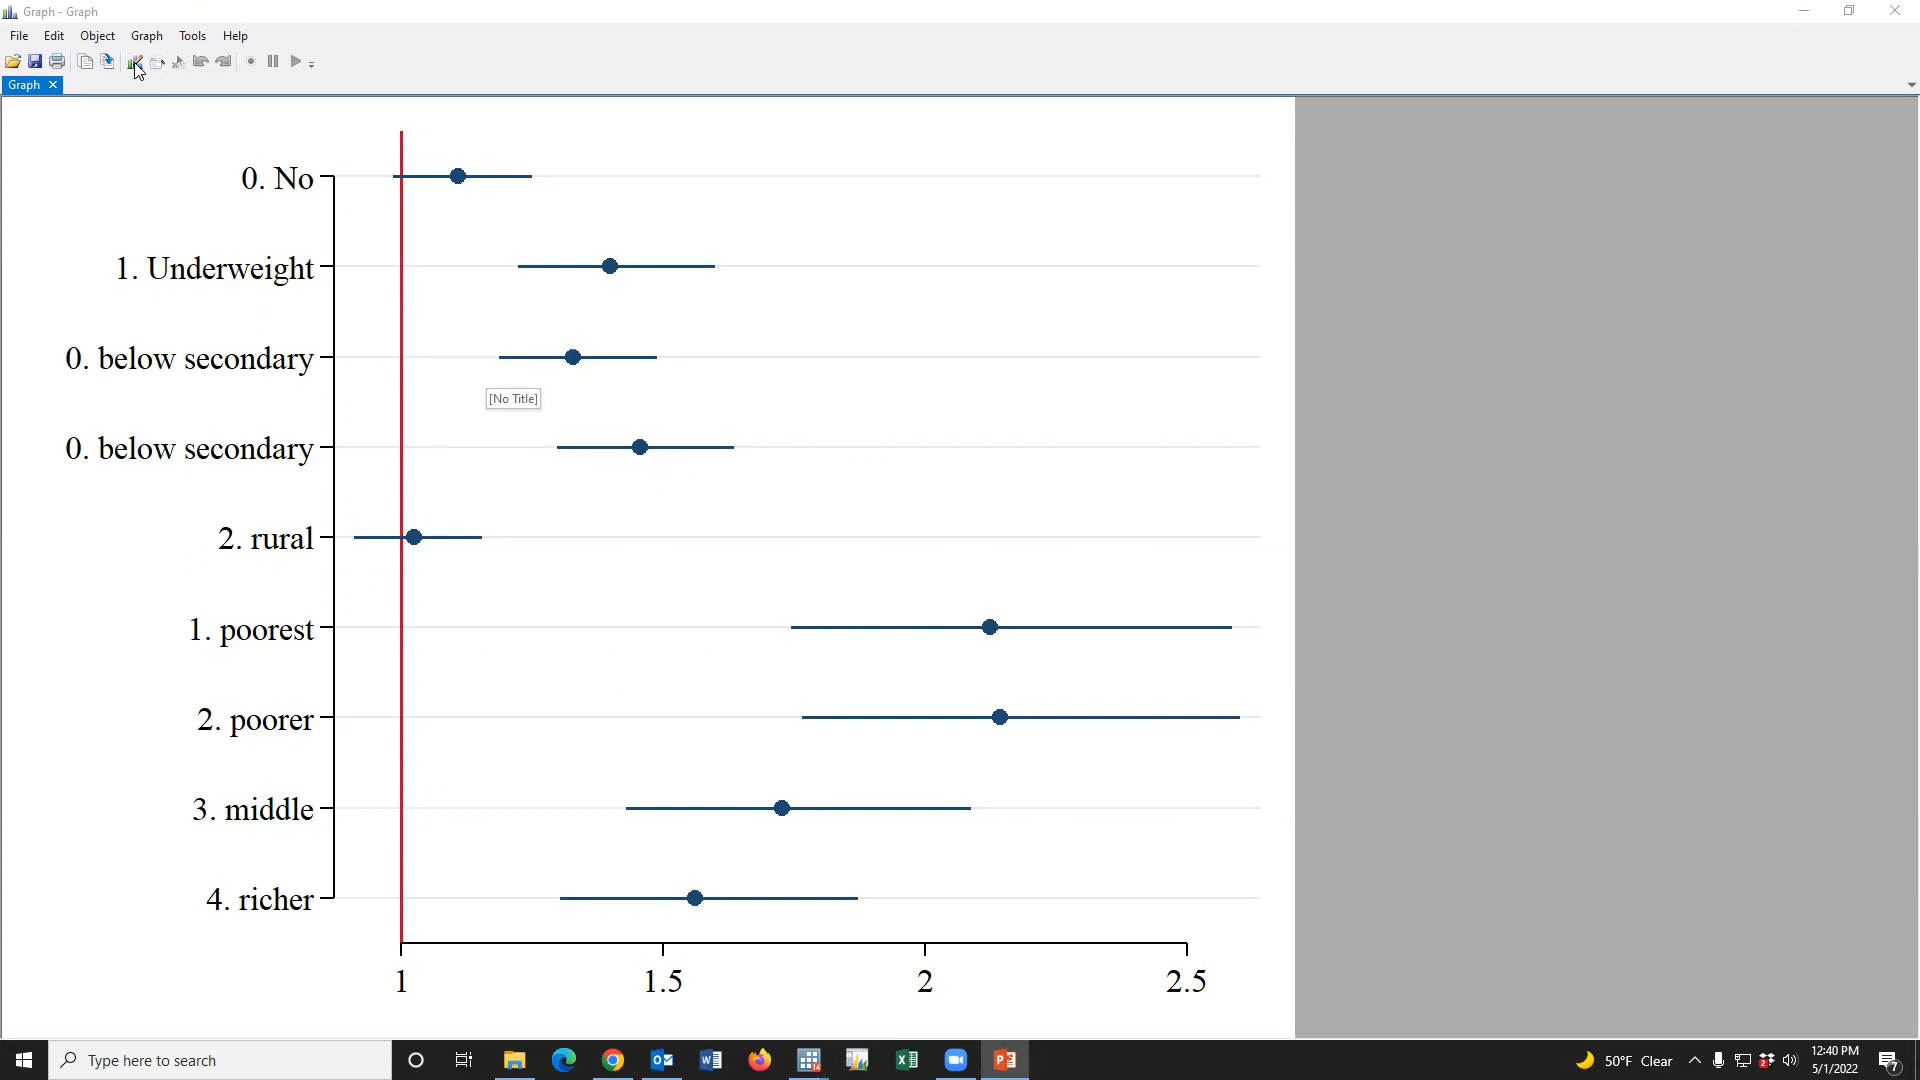 Graph - Graph
File Edit Object Graph Tools Help
Graph
0. No
1. Underweight
0. below secondary
[No Title]
0. below secondary
2. rural
1. poorest
2. poorer
3. middle
4. richer
1 1.5 2 2.5
Type here to search
50°F Clear
12:40 PM
5/1/2022
7